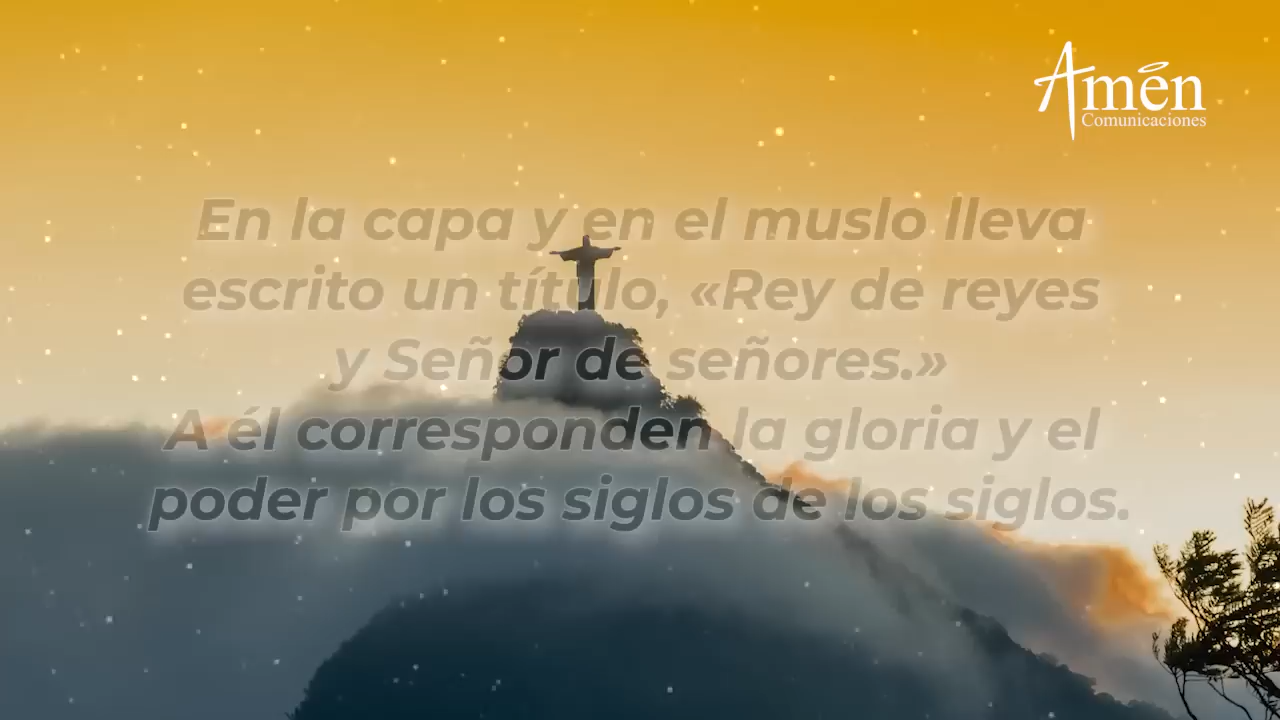 Amén
Comunicaciones
En la capa y en el muslo lleva
escrito un título, «Rey de reyes
y Señor de señores.»
A él corresponden la gloria y el
poder por los siglos de los siglos.